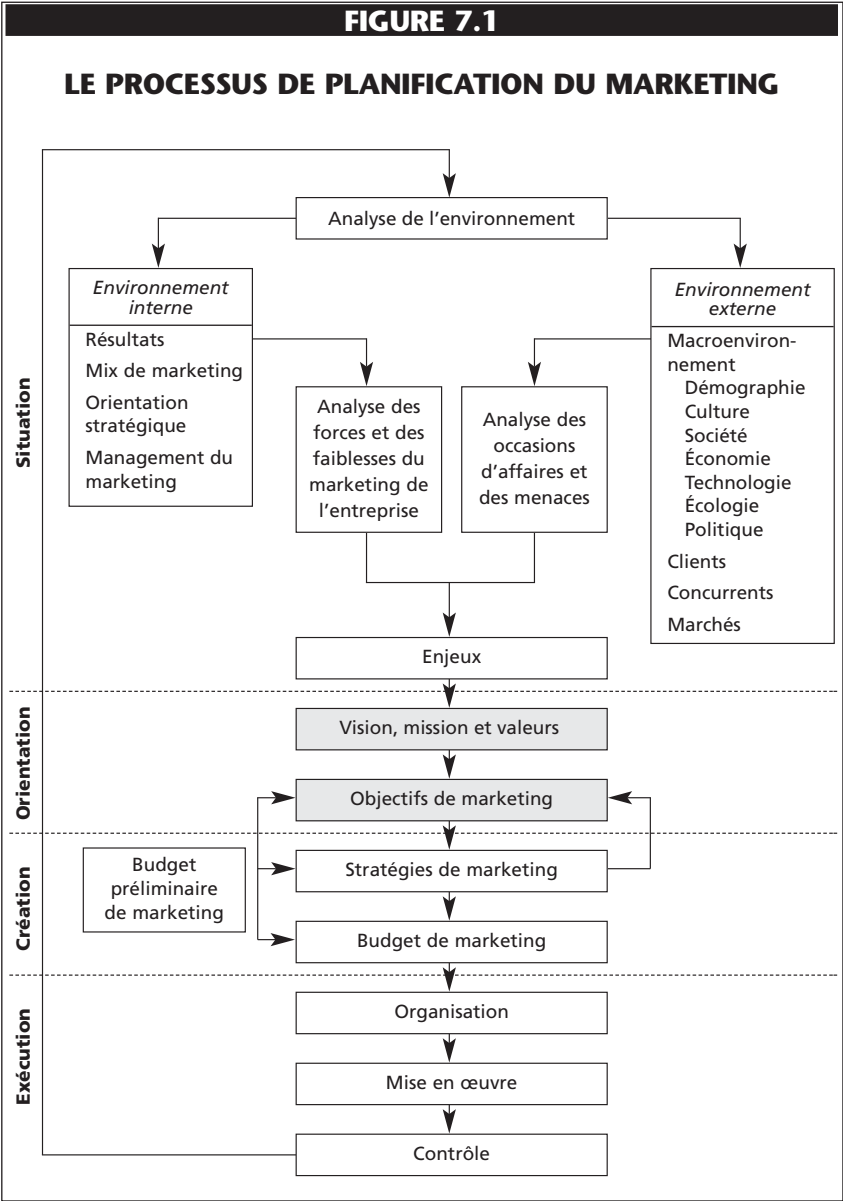 FIGURE 7.1
LE PROCESSUS DE PLANIFICATION DU MARKETING
Situation
Analyse de l'environnement
Environnement
interne
Résultats
Mix de marketing
Orientation
stratégique
Management du
marketing
Analyse des
forces et des
faiblesses du
marketing de
l'entreprise
Analyse des
occasions
d'affaires et
des menaces
Environnement
externe
Macroenviron-
nement
Démographie
Culture
Société
Économie
Technologie
Écologie
Politique
Clients
Concurrents
Marchés
Enjeux
Orientation
Vision, mission et valeurs
Objectifs de marketing
Création
Budget
préliminaire
de marketing
Stratégies de marketing
Budget de marketing
Exécution
Organisation
Mise en œuvre
Contrôle